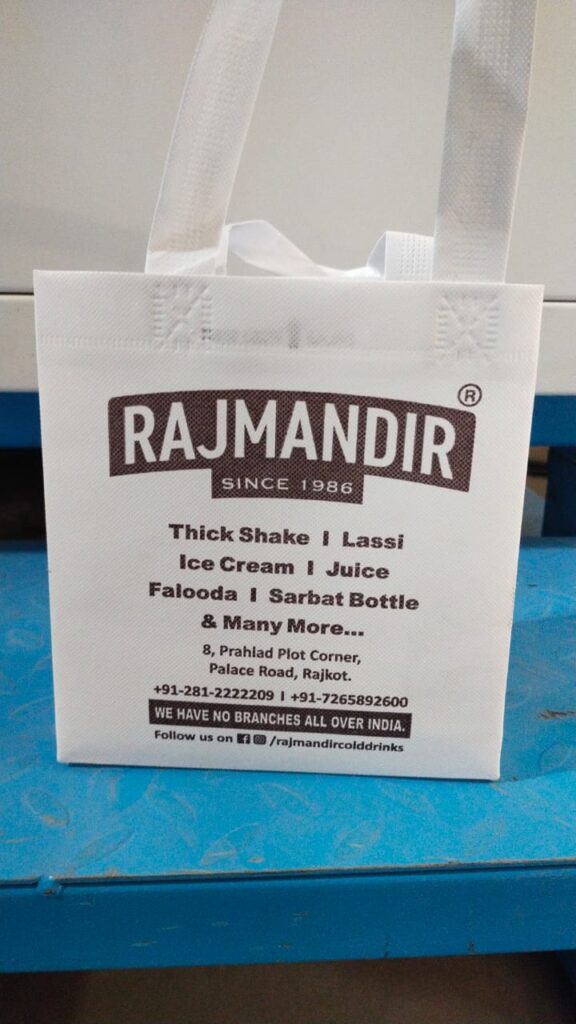 RAJMANDIR ®
SINCE 1986
Thick Shake I Lassi
Ice Cream I Juice
Falooda I Sarbat Bottle
& Many More...
8, Prahlad Plot Corner,
Palace Road, Rajkot.
+91-281-2222209 I +91-7265892600
WE HAVE NO BRANCHES ALL OVER INDIA.
Follow us on /rajmandircolddrinks